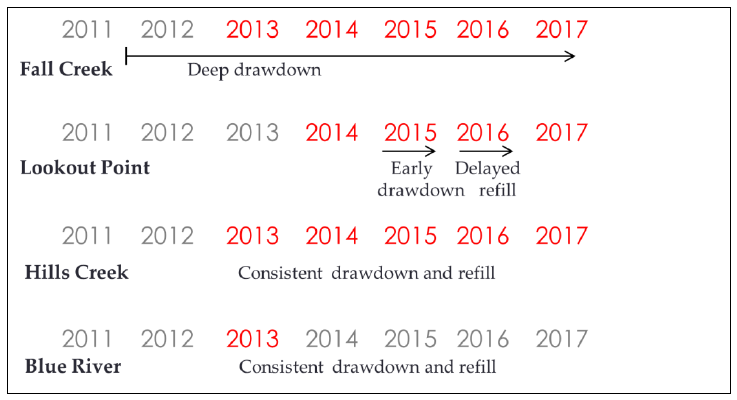 2011 2012 2013 2014 2015 2016 2017
Fall Creek Deep drawdown
2011 2012 2013 2014 2015 2016 2017
Lookout Point Early Delayed
drawdown refill
2011 2012 2013 2014 2015 2016 2017
Hills Creek Consistent drawdown and refill
2011 2012 2013 2014 2015 2016 2017
Blue River Consistent drawdown and refill